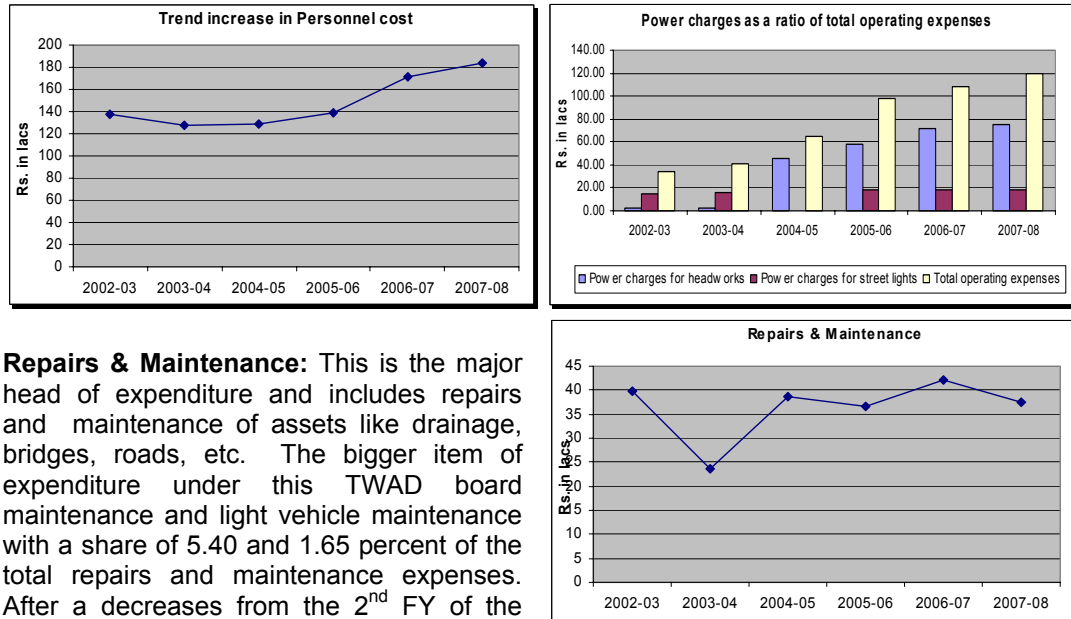 Trend increase in Personnel cost
Rs. in lacs
200
180
160
140
120
100
80
60
40
20
0
2002-03 2003-04 2004-05 2005-06 2006-07 2007-08
Power charges as a ratio of total operating expenses
Rs. in lacs
140.00
120.00
100.00
80.00
60.00
40.00
20.00
0.00
2002-03 2003-04 2004-05 2005-06 2006-07 2007-08
Power charges for headworks Power charges for street lights Total operating expenses
Repairs & Maintenance: This is the major
head of expenditure and includes repairs
and maintenance of assets like drainage,
bridges, roads, etc. The bigger item of
expenditure under this TWAD board
maintenance and light vehicle maintenance
with a share of 5.40 and 1.65 percent of the
total repairs and maintenance expenses.
After a decreases from the 2nd FY of the
Repairs & Maintenance
Rs. in lacs
45
40
35
30
25
20
15
10
5
0
2002-03 2003-04 2004-05 2005-06 2006-07 2007-08